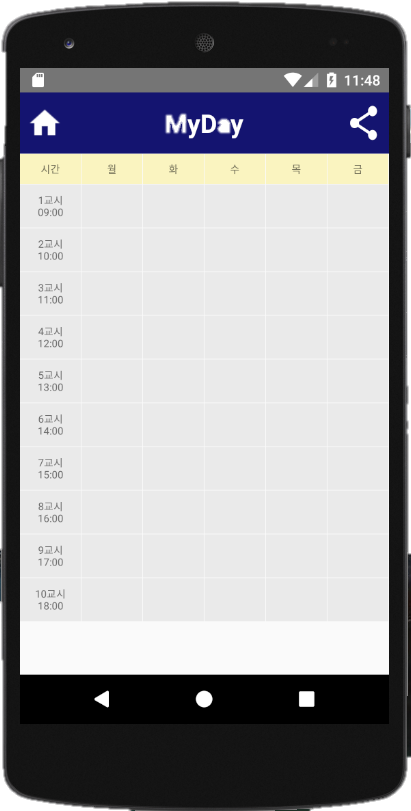 11:48
MyDay
시간 월 화 수 목 금
1교시
09:00
2교시
10:00
3교시
11:00
4교시
12:00
5교시
13:00
6교시
14:00
7교시
15:00
8교시
16:00
9교시
17:00
10교시
18:00